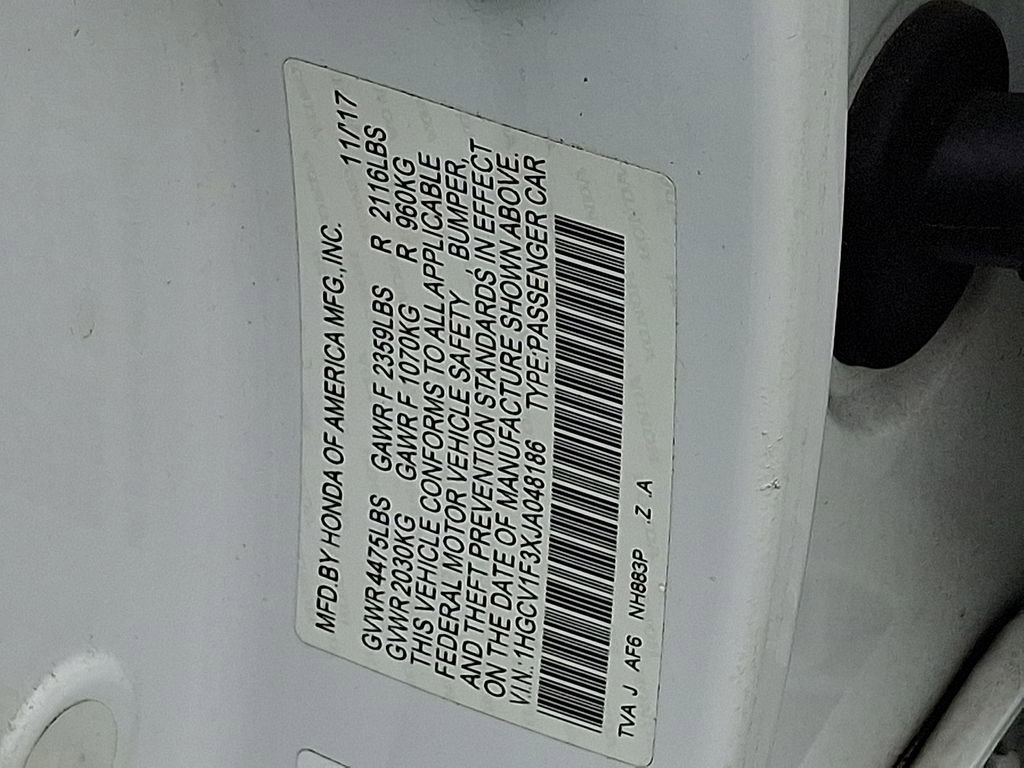 MFD.BY HONDA OF AMERICA MFG.,INC. 11/'17
GVWR 4475LBS GAWR F 2359LBS R 2116LBS
GVWR 2030KG GAWR F 1070KG R 960KG
THIS VEHICLE CONFORMS TO ALL APPLICABLE
FEDERAL MOTOR VEHICLE SAFETY , BUMPER,
AND THEFT PREVENTION STANDARDS IN EFFECT
ON THE DATE OF MANUFACTURE SHOWN ABOVE.
V.I.N.:1HGCV1F3XJA048186 TYPE:PASSENGER CAR
TVA J AF6 NH883P .Z .A